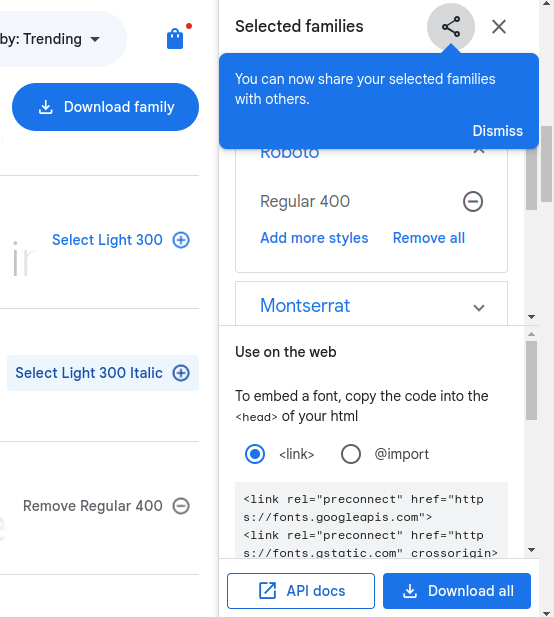 by: Trending
Download family
Select Light 300
Select Light 300 Italic
Remove Regular 400
Selected families
You can now share your selected families
with others.
Dismiss
Roboto
Regular 400
Add more styles
Remove all
Montserrat
Use on the web
To embed a font, copy the code into the
<head> of your html
<link>
@import
<link rel="preconnect" href="http
s://fonts.googleapis.com">
<link rel="preconnect" href="http
s://fonts.gstatic.com" crossorigin>
API docs
Download all